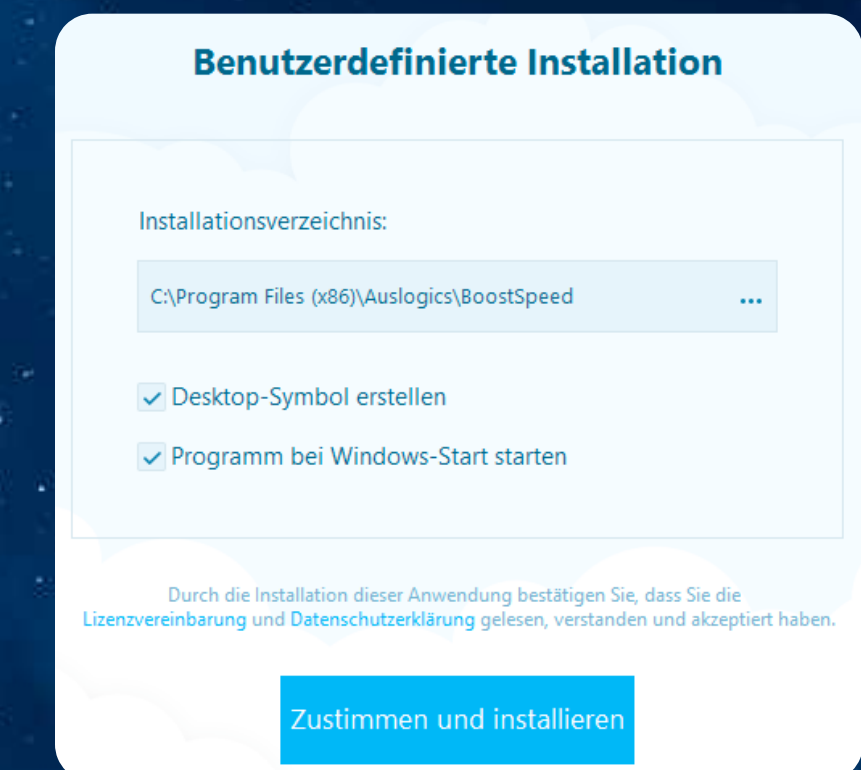 Benutzerdefinierte Installation
Installationsverzeichnis:
C:\Program Files (x86)\Auslogics\BoostSpeed ...
Desktop-Symbol erstellen
Programm bei Windows-Start starten
Durch die Installation dieser Anwendung bestätigen Sie, dass Sie die
Lizenzvereinbarung und Datenschutzerklärung gelesen, verstanden und akzeptiert haben.
Zustimmen und installieren